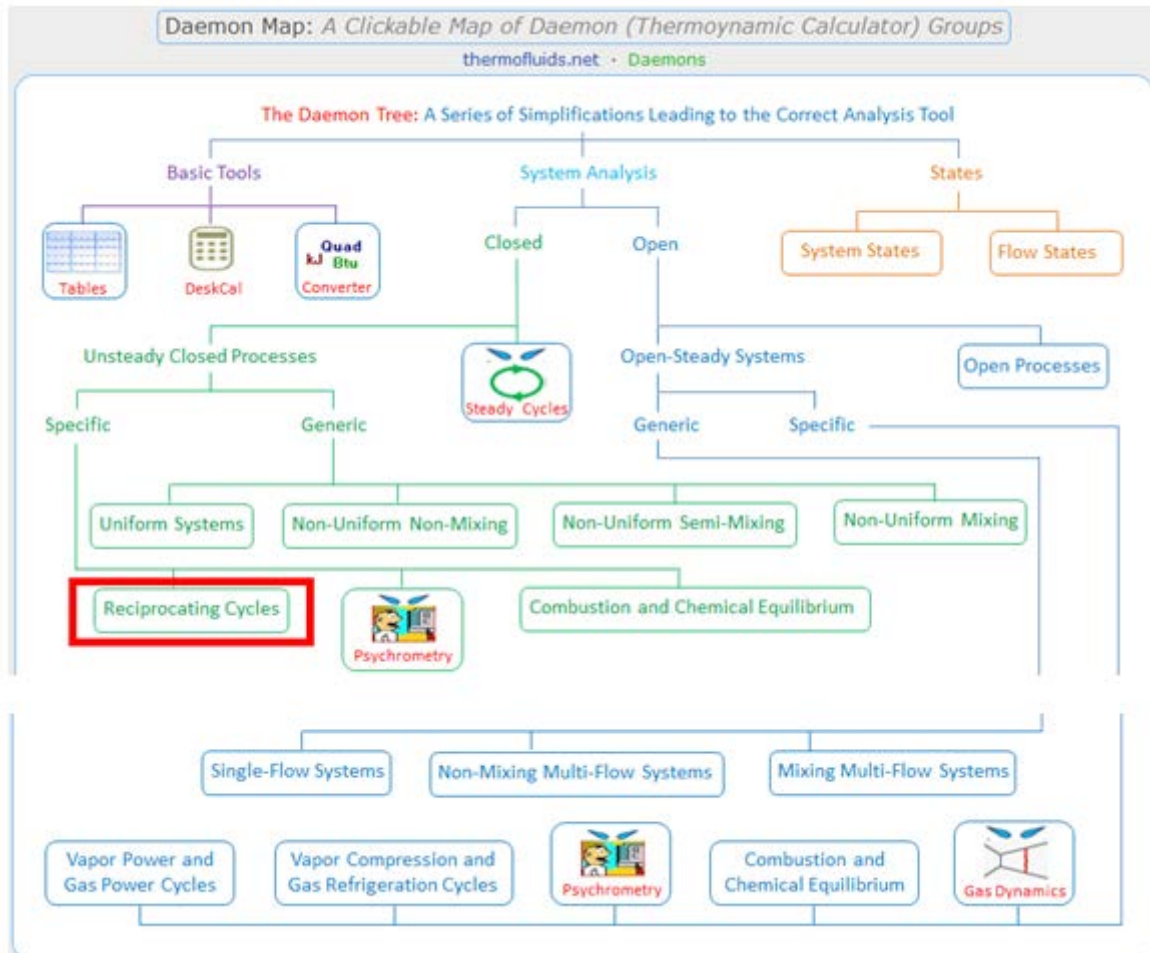 Daemon Map: A Clickable Map of Daemon (Thermoynamic Calculator) Groups
thermofluids.net · Daemons
The Daemon Tree: A Series of Simplifications Leading to the Correct Analysis Tool
Basic Tools
System Analysis
States
Closed
Open
Quad
kJ Btu
Tables
DeskCal
Converter
System States
Flow States
Unsteady Closed Processes
Steady Cycles
Open-Steady Systems
Open Processes
Specific
Generic
Generic
Specific
Uniform Systems
Non-Uniform Non-Mixing
Non-Uniform Semi-Mixing
Non-Uniform Mixing
Reciprocating Cycles
Psychrometry
Combustion and Chemical Equilibrium
Single-Flow Systems
Non-Mixing Multi-Flow Systems
Mixing Multi-Flow Systems
Vapor Power and
Gas Power Cycles
Vapor Compression and
Gas Refrigeration Cycles
Psychrometry
Combustion and
Chemical Equilibrium
Gas Dynamics